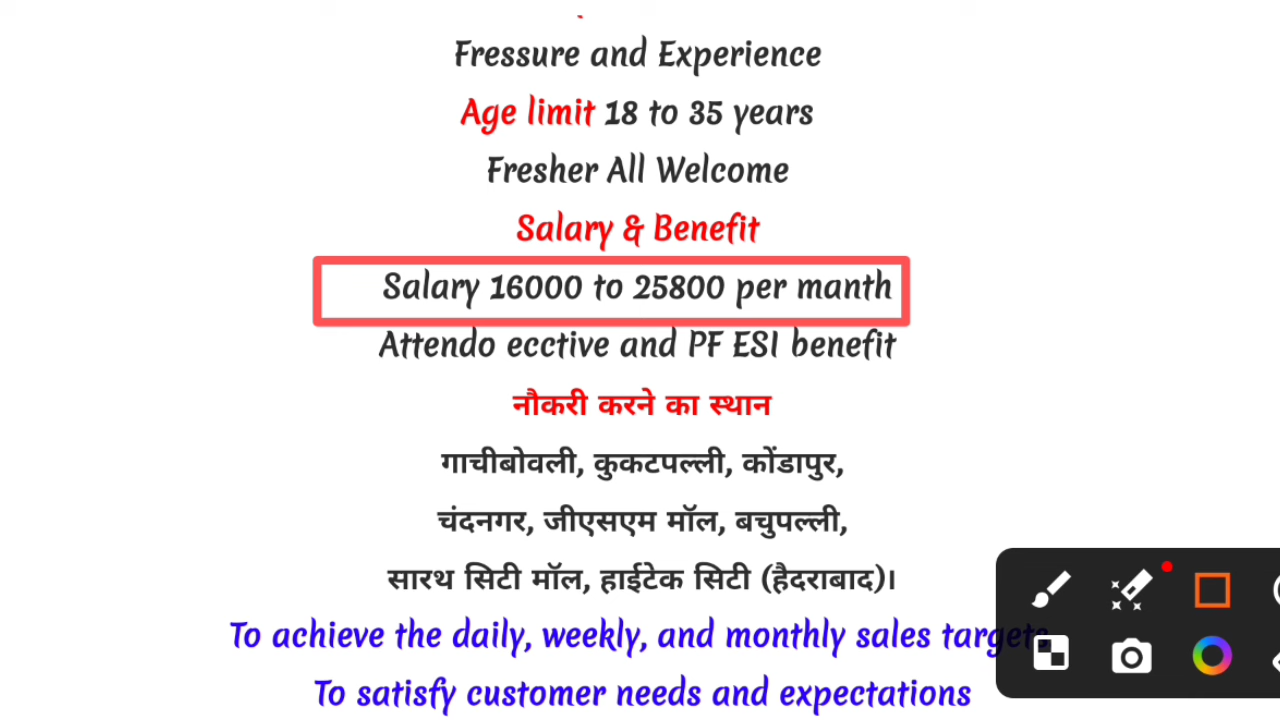 Fressure and Experience
Age limit 18 to 35 years
Fresher All Welcome
Salary & Benefit
Salary 16000 to 25800 per manth
Attendo ecctive and PF ESI benefit
नौकरी करने का स्थान
गाचीबोवली, कुकटपल्ली, कोंडापुर,
चंदनगर, जीएसएम मॉल, बचुपल्ली,
सारथ सिटी मॉल, हाईटेक सिटी (हैदराबाद)।
To achieve the daily, weekly, and monthly sales targets
To satisfy customer needs and expectations